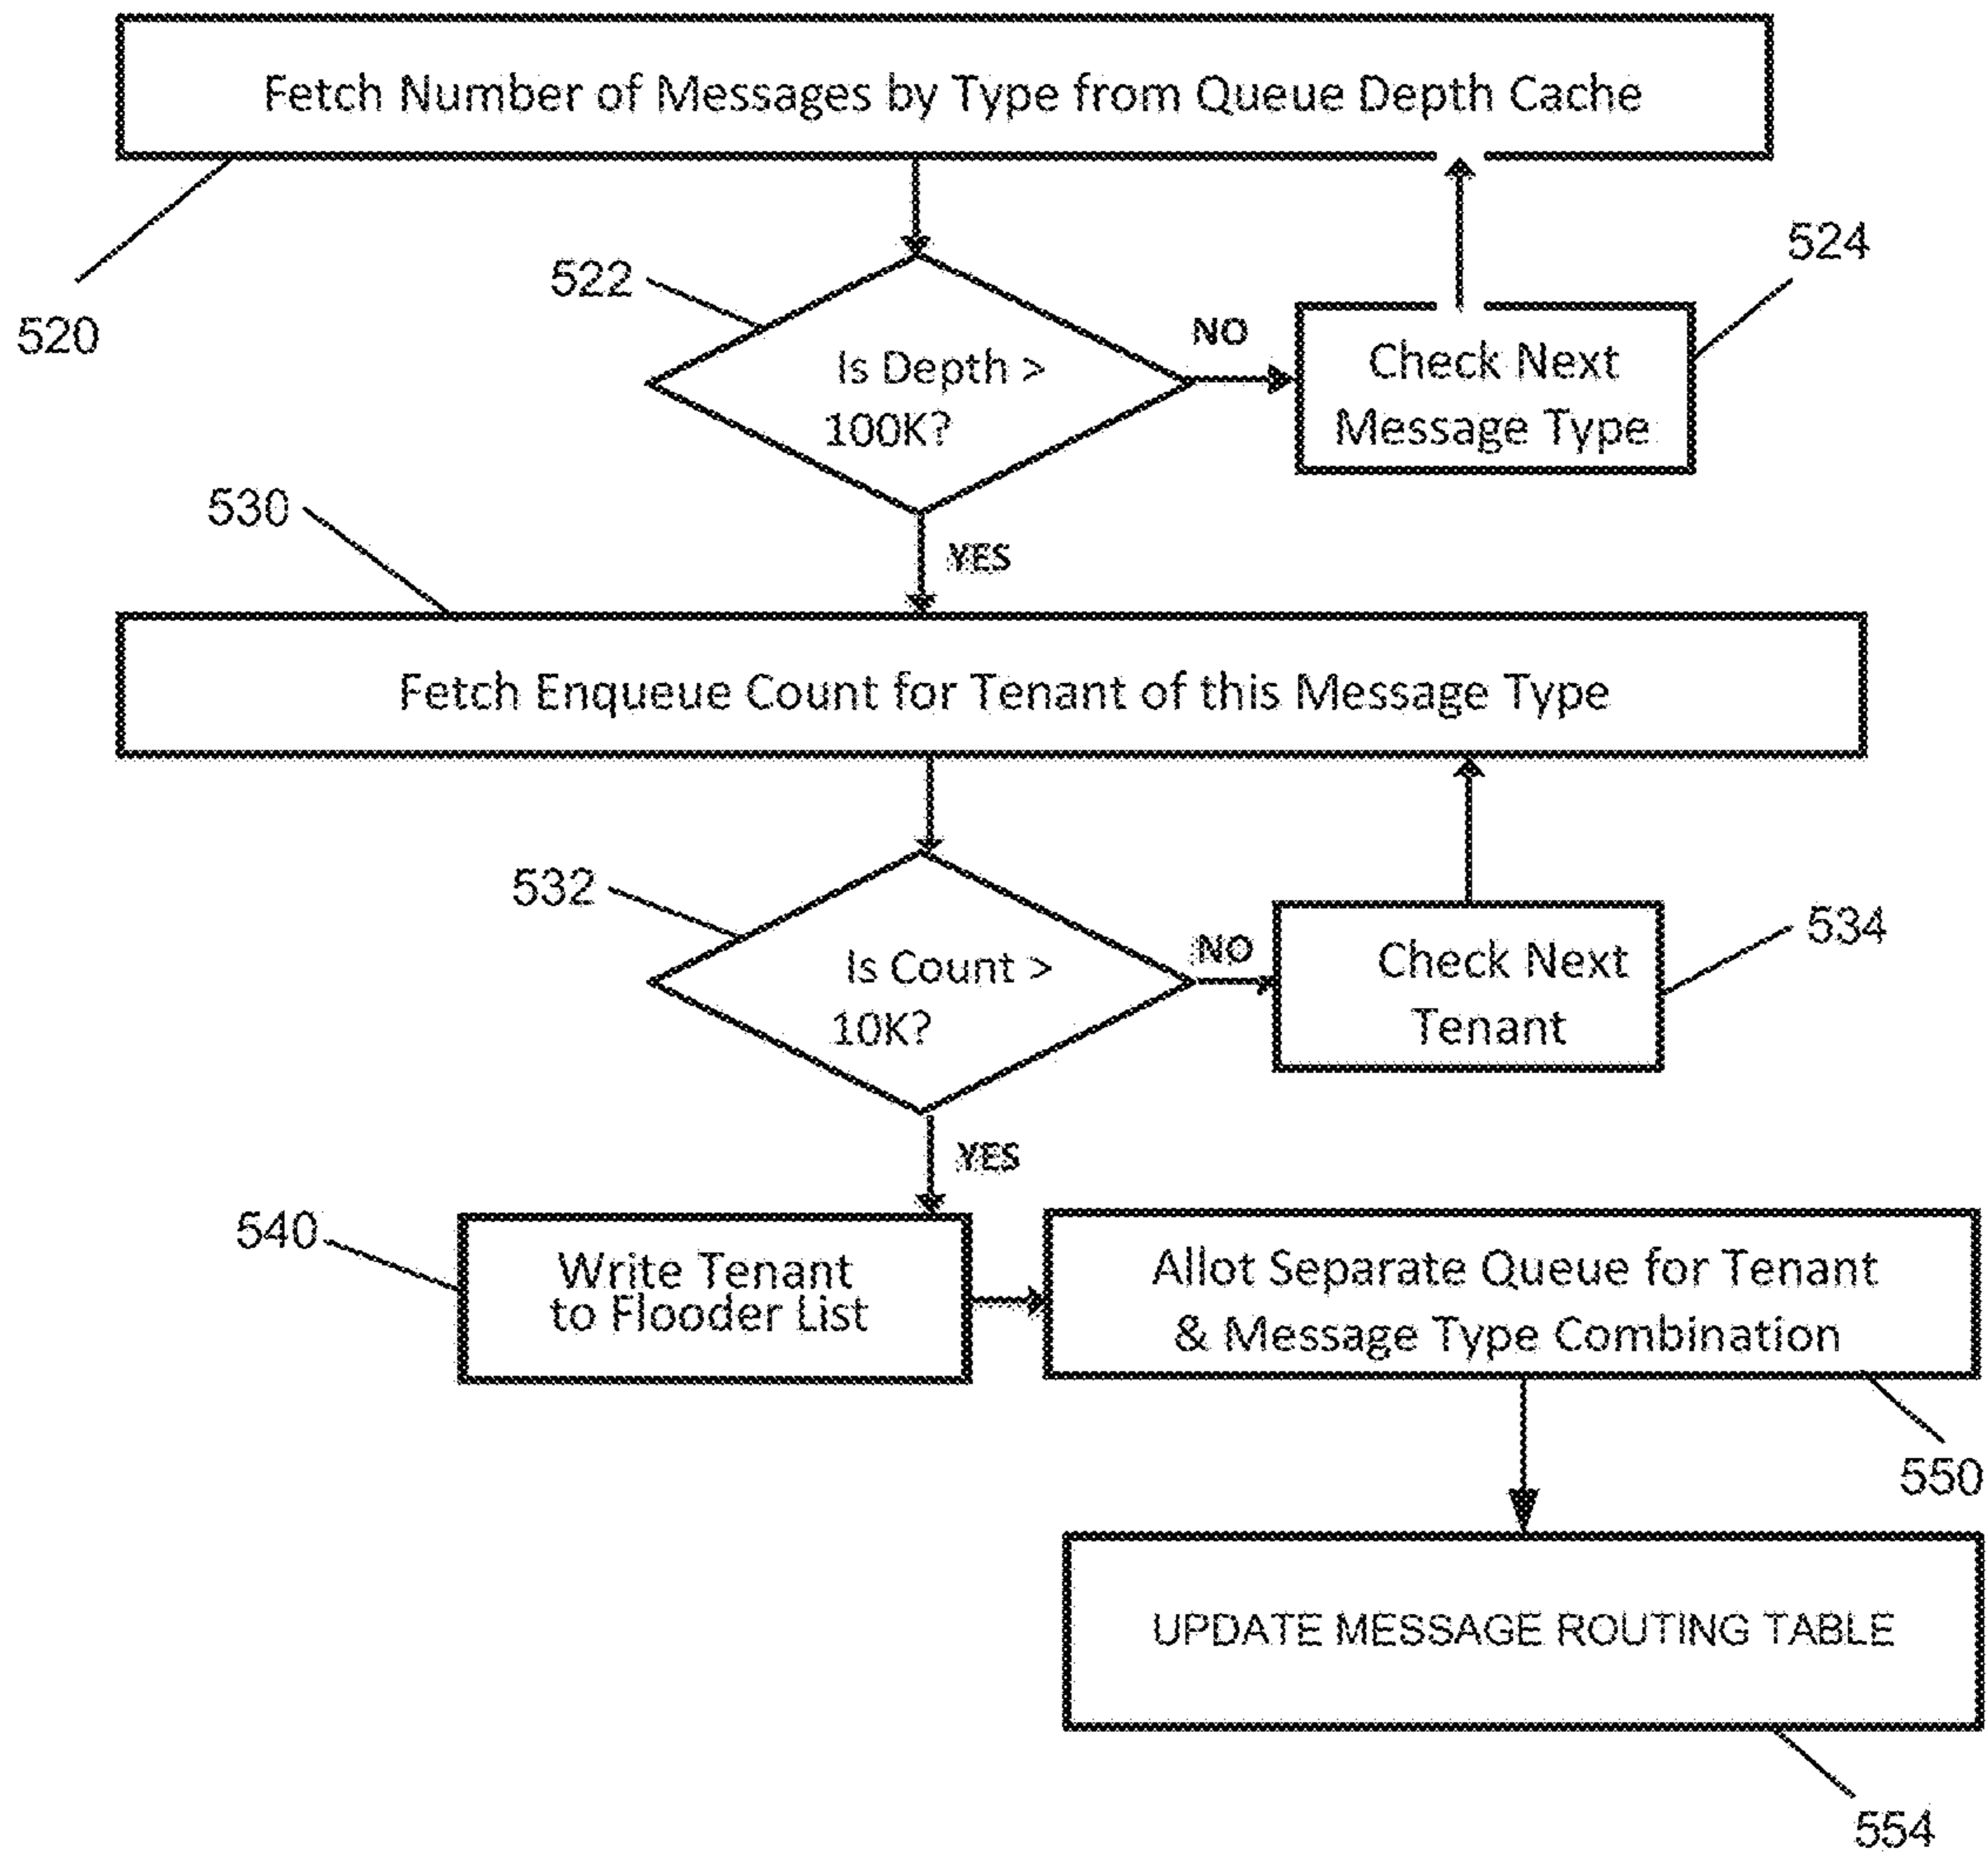 Fetch Number of Messages by Type from Queue Depth Cache
520
522
524
Is Depth >
100K?
NO
Check Next
Message Type
YES
530
Fetch Enqueue Count for Tenant of this Message Type
532
Is Count >
10K?
NO
Check Next
Tenant
534
YES
540
Write Tenant
to Flooder List
Allot Separate Queue for Tenant
& Message Type Combination
550
UPDATE MESSAGE ROUTING TABLE
554